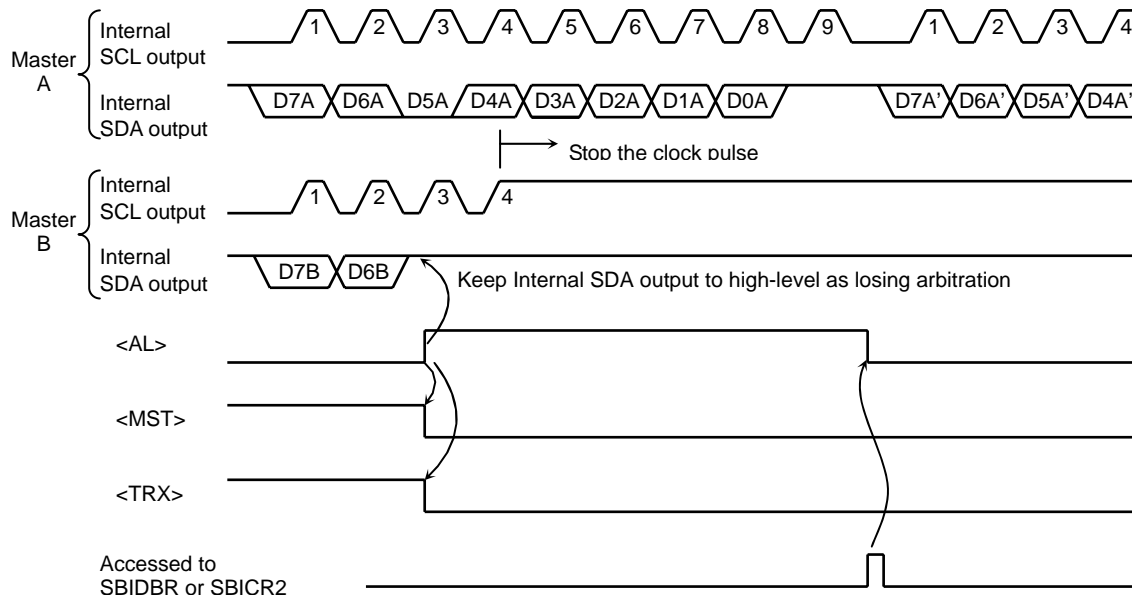 Master
A
Internal
SCL output
1 2 3 4 5 6 7 8 9 1 2 3 4
Internal
SDA output
D7A D6A D5A D4A D3A D2A D1A D0A D7A' D6A' D5A' D4A'
Stop the clock pulse
Master
B
Internal
SCL output
1 2 3 4
Internal
SDA output
D7B D6B
Keep Internal SDA output to high-level as losing arbitration
<AL>
<MST>
<TRX>
Accessed to
SBIDBR or SBICR2